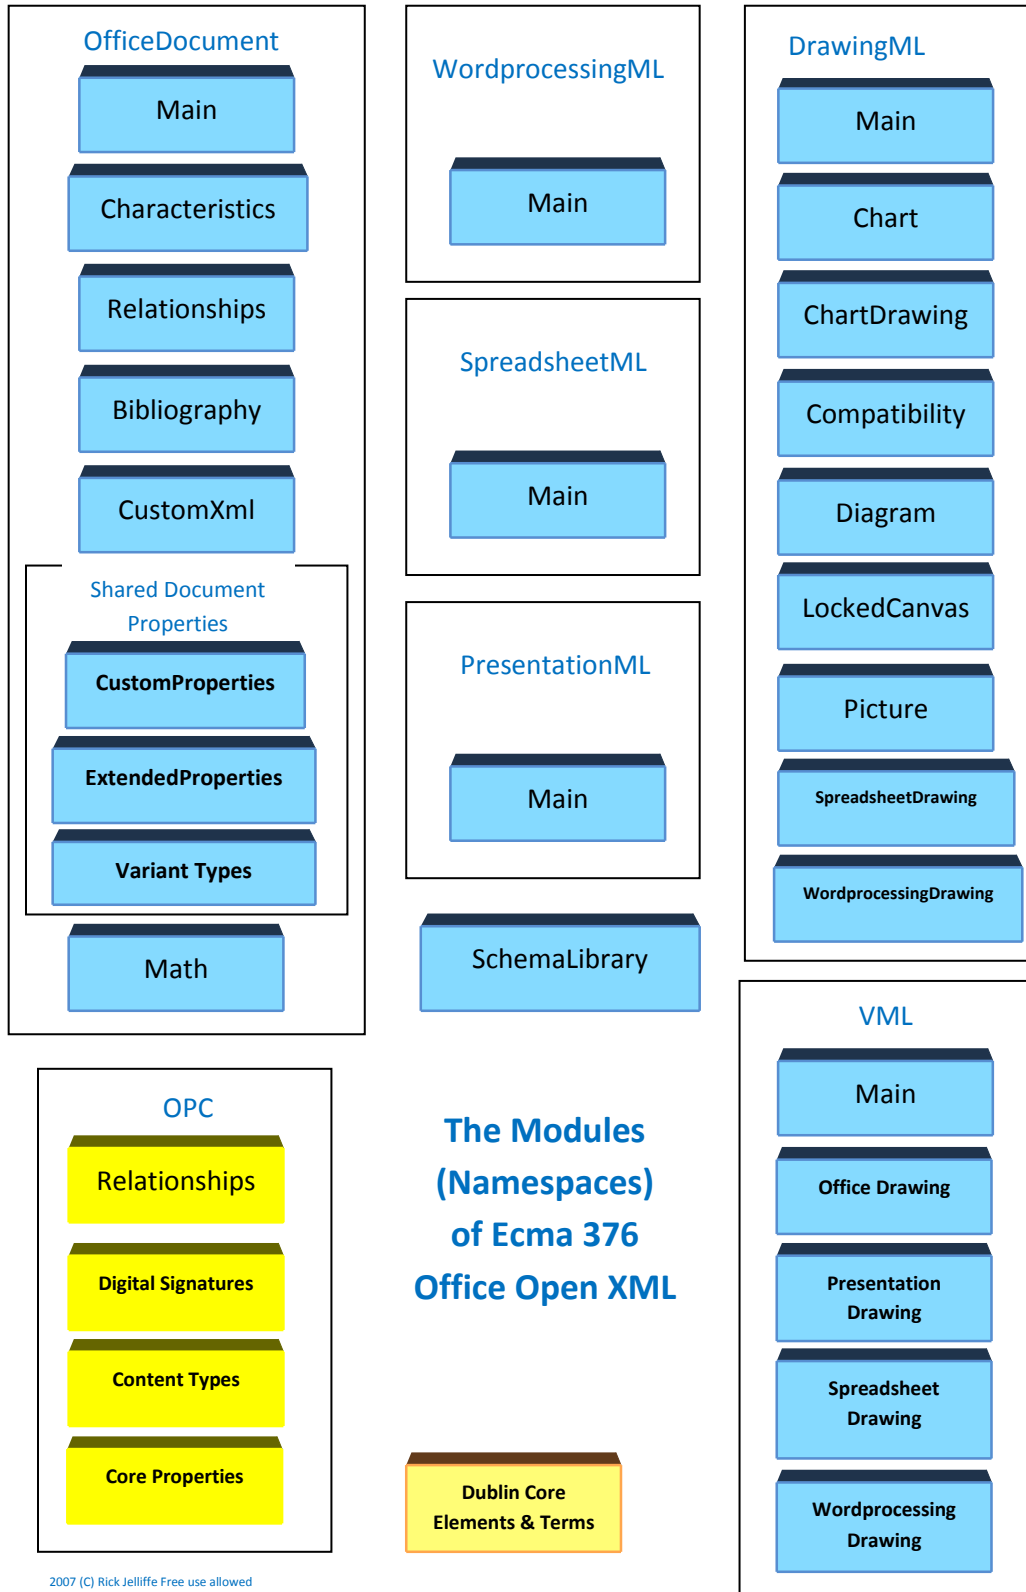 OfficeDocument
Main
Characteristics
Relationships
Bibliography
CustomXml
Shared Document
Properties
CustomProperties
ExtendedProperties
Variant Types
Math
WordprocessingML
Main
SpreadsheetML
Main
PresentationML
Main
SchemaLibrary
DrawingML
Main
Chart
ChartDrawing
Compatibility
Diagram
LockedCanvas
Picture
SpreadsheetDrawing
WordprocessingDrawing
OPC
Relationships
Digital Signatures
Content Types
Core Properties
The Modules
(Namespaces)
of Ecma 376
Office Open XML
Dublin Core
Elements & Terms
VML
Main
Office Drawing
Presentation
Drawing
Spreadsheet
Drawing
Wordprocessing
Drawing
2007 (C) Rick Jelliffe Free use allowed